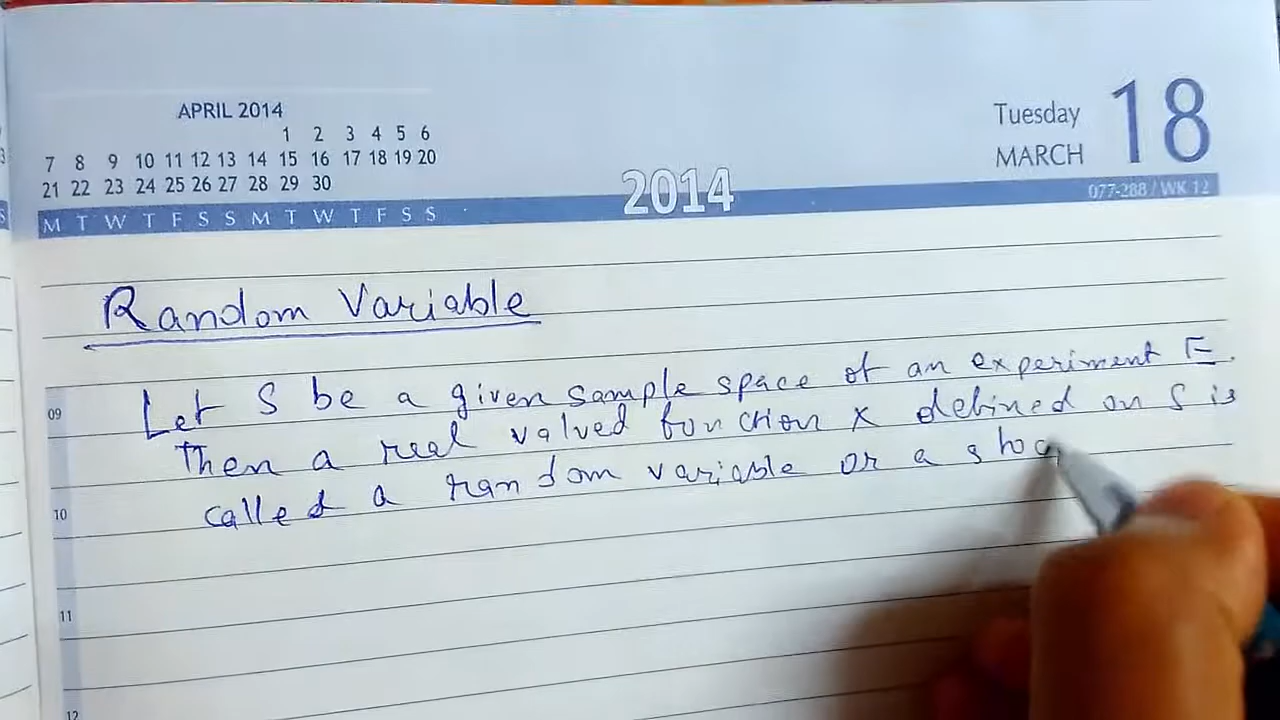 APRIL 2014
1 2 3 4 5 6
7 8 9 10 11 12 13 14 15 16 17 18 19 20
21 22 23 24 25 26 27 28 29 30
M T W T F S S M T W T F S S
2014
Tuesday
MARCH
18
077-288 / WK 12
Random Variable
09
Let S be a given sample space of an experiment E.
Then a real valued function X defined on S is
10
called a random variable or a shoc
11
12